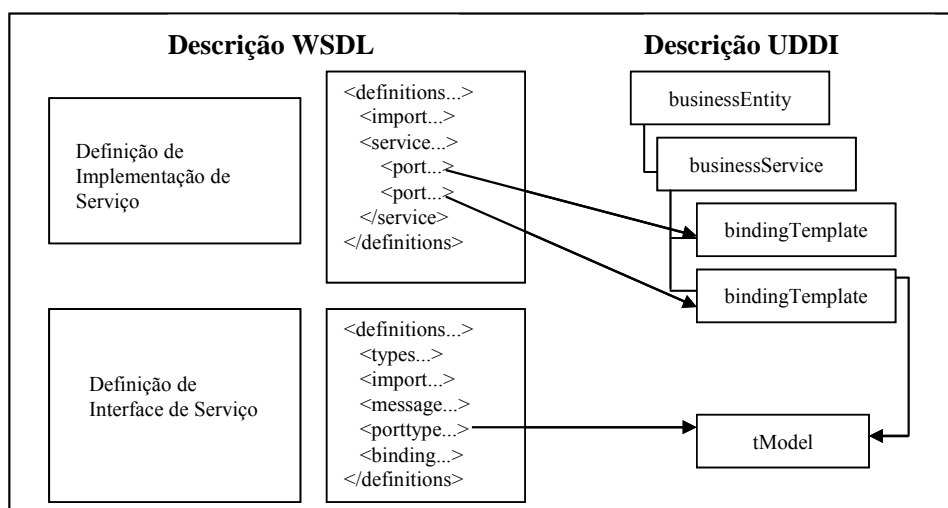 Descrição WSDL
Descrição UDDI
Definição de
Implementação de
Serviço
<definitions...>
<import...>
<service...>
<port...>
<port...>
</service>
</definitions>
businessEntity
businessService
bindingTemplate
bindingTemplate
Definição de
Interface de Serviço
<definitions...>
<types...>
<import...>
<message...>
<porttype...>
<binding...>
</definitions>
tModel